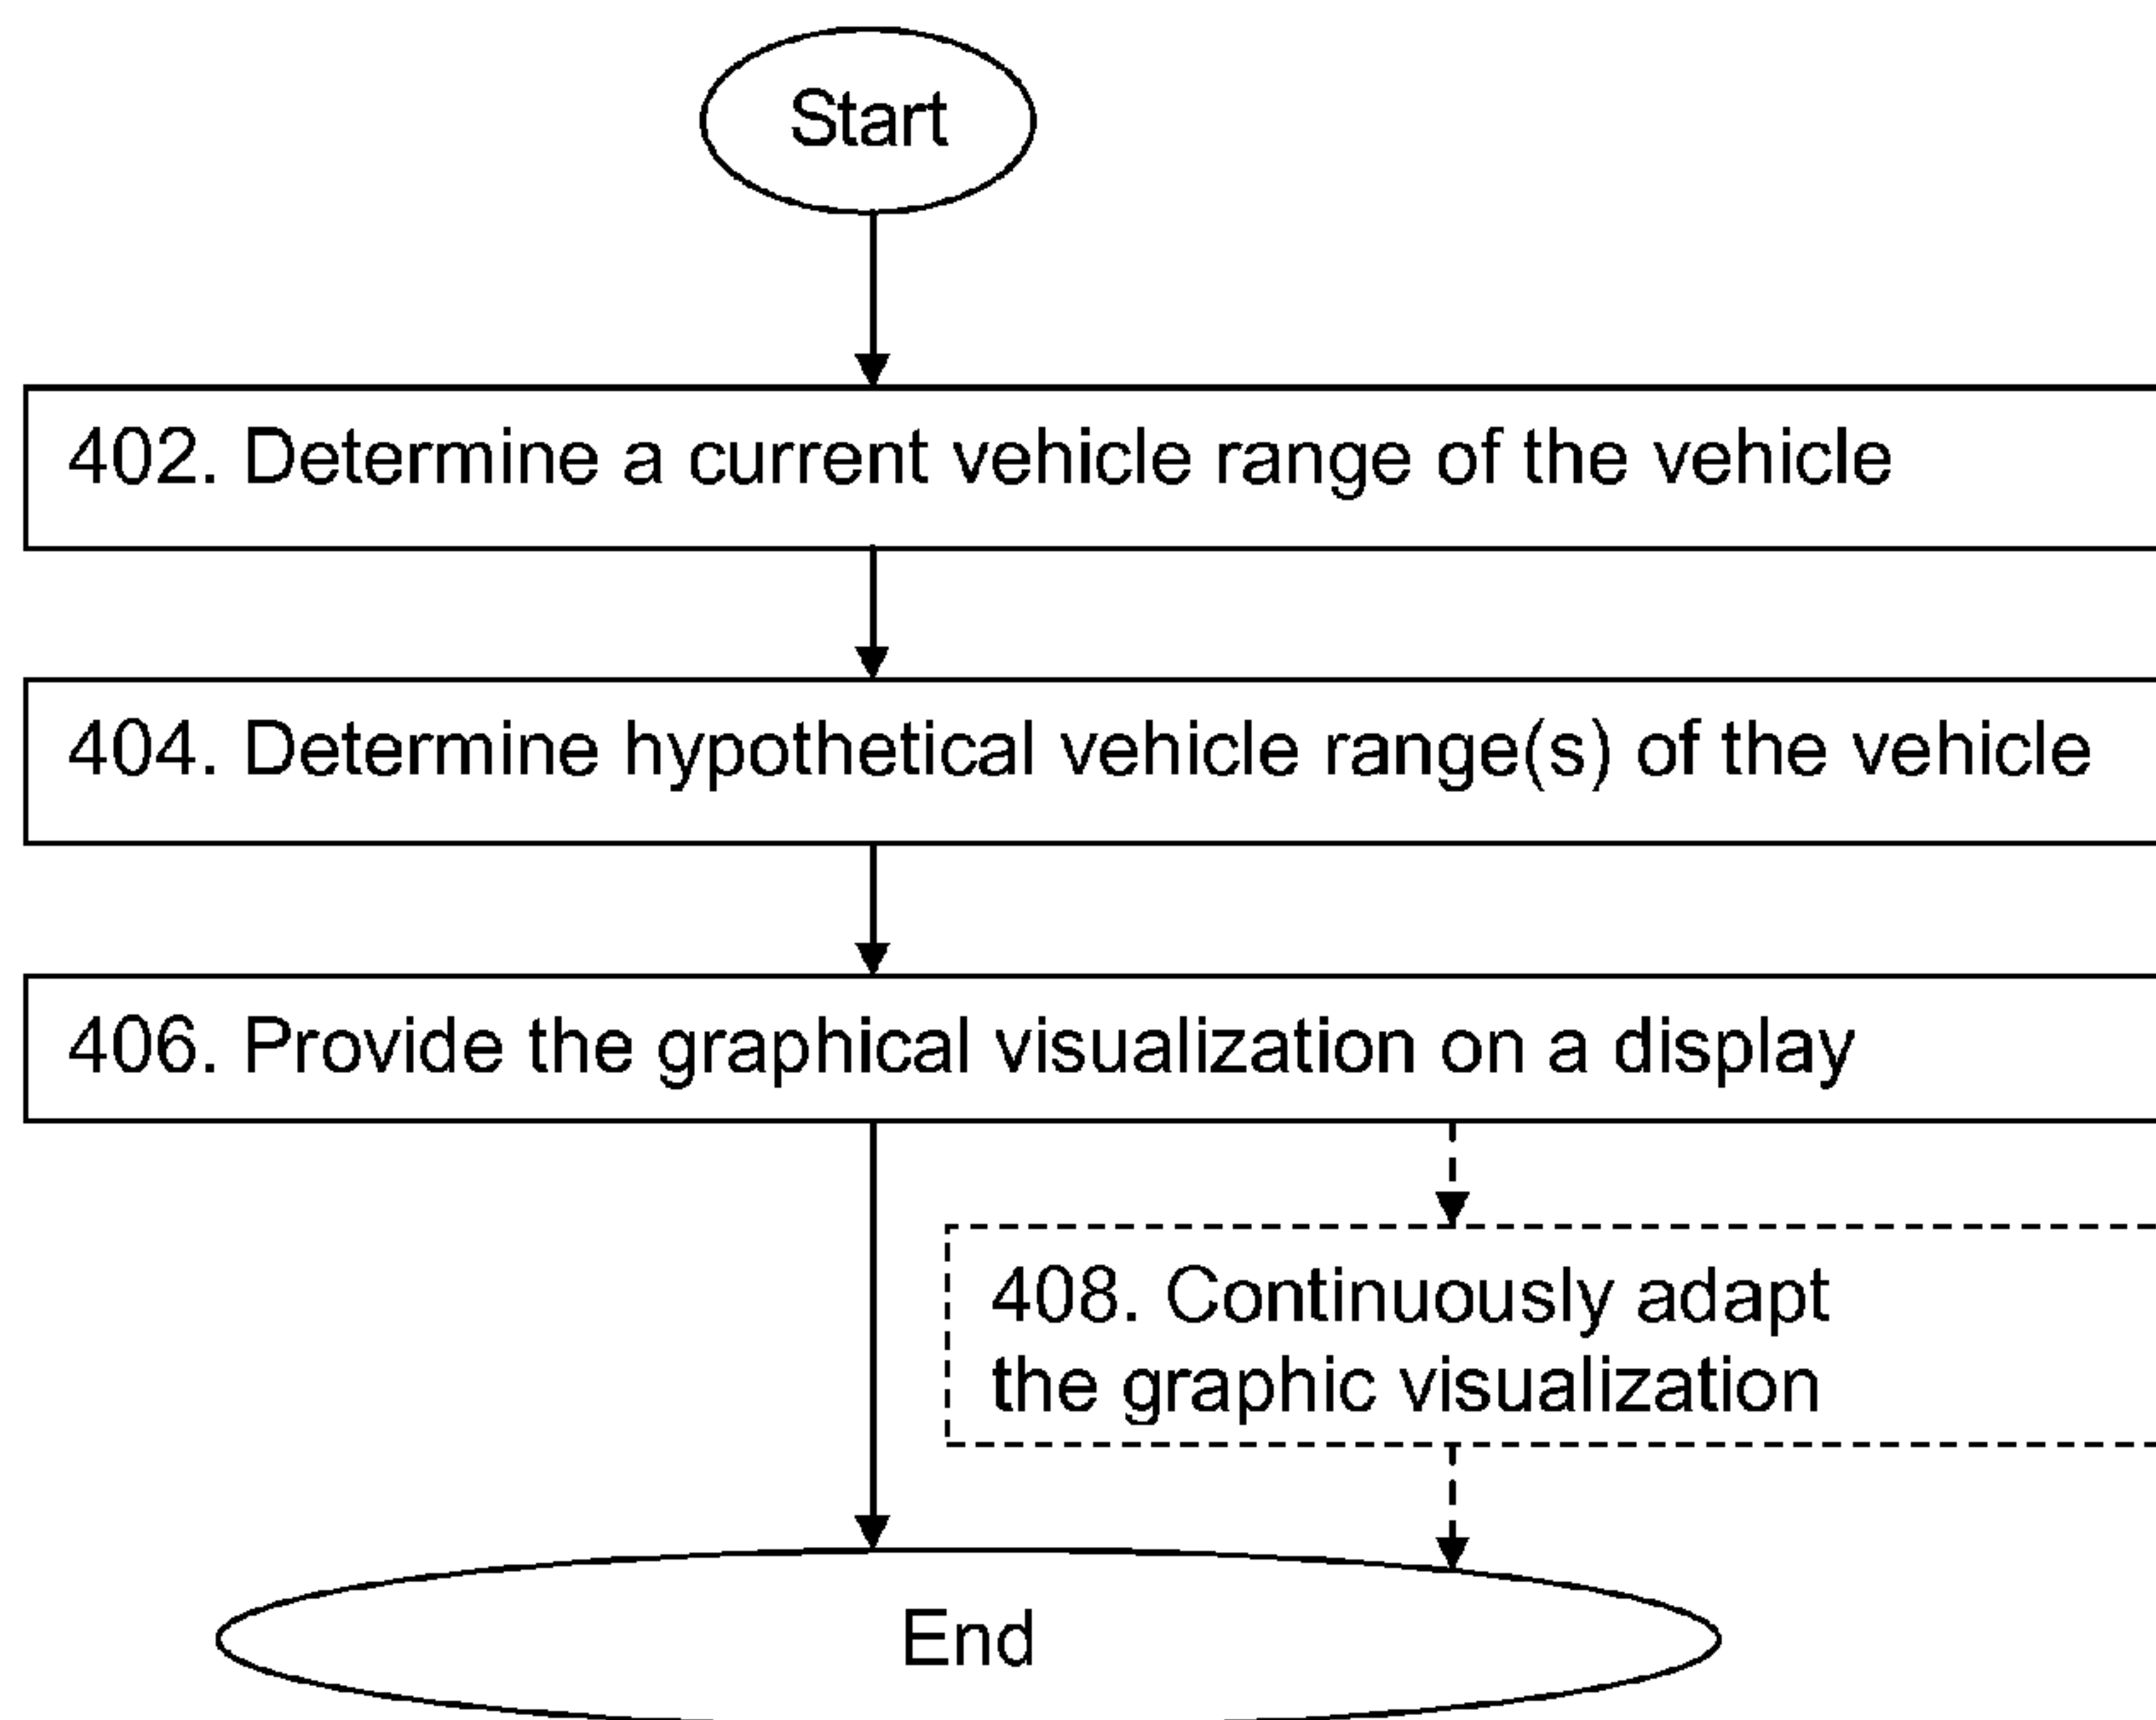 Start
402. Determine a current vehicle range of the vehicle
404. Determine hypothetical vehicle range(s) of the vehicle
406. Provide the graphical visualization on a display
408. Continuously adapt
the graphic visualization
End